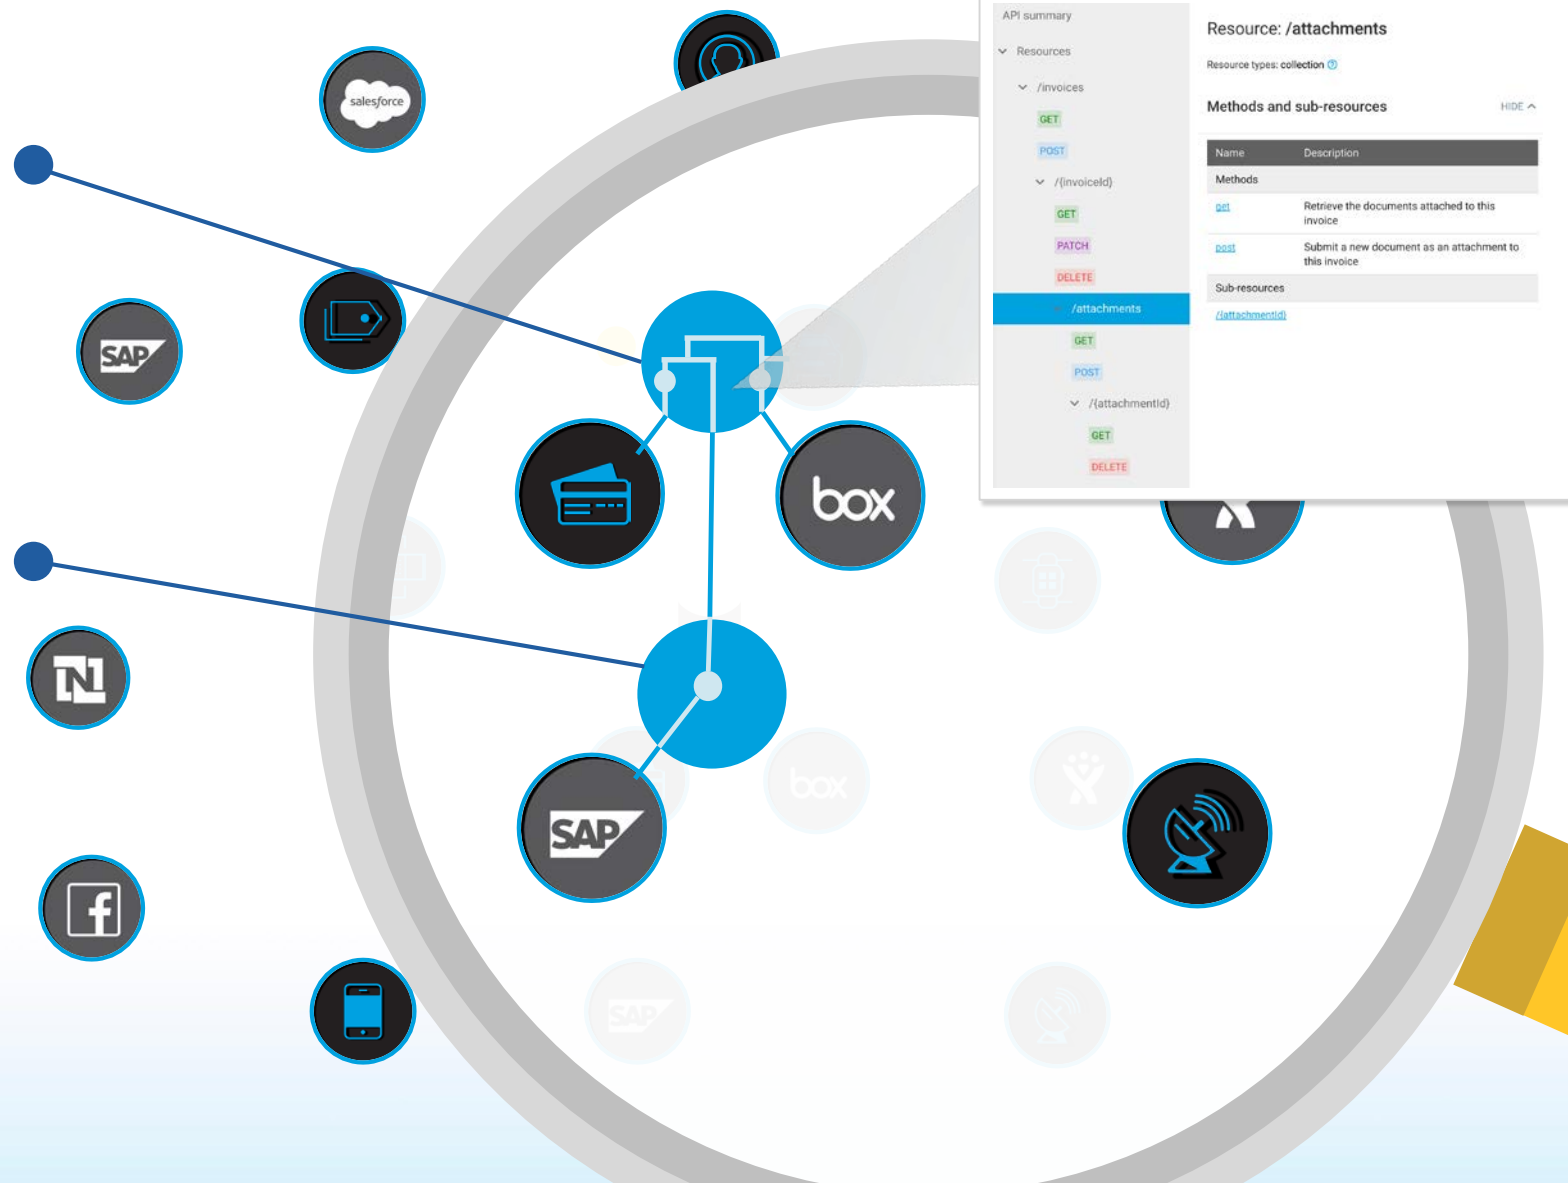 API summary
Resources
/invoices
GET
POST
/{invoiceId}
GET
PATCH
DELETE
/attachments
GET
POST
/{attachmentId}
GET
DELETE
Resource: /attachments
Resource types: collection
Methods and sub-resources
HIDE
Name Description
Methods
get Retrieve the documents attached to this
invoice
post Submit a new document as an attachment to
this invoice
Sub-resources
/{attachmentId}
salesforce
SAP
box
N
f
SAP
box
SAP